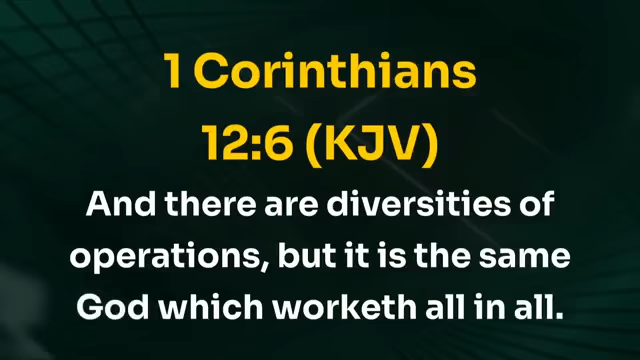 1 Corinthians
12:6 (KJV)
And there are diversities of
operations, but it is the same
God which worketh all in all.